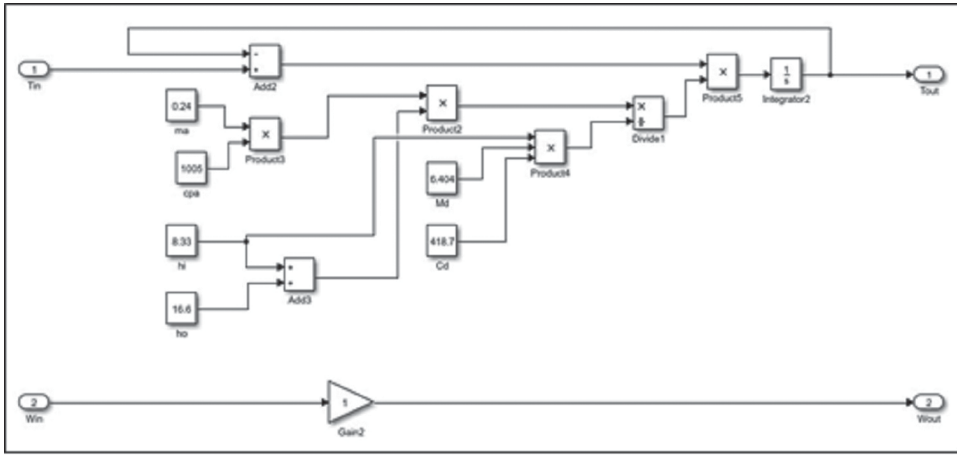 -
+
Add2
1
Tin
0.24
ma
×
Product3
1005
cpa
×
Product2
×
÷
Divide1
×
Product5
1
s
Integrator2
1
Tout
×
Product4
6.404
Md
8.33
hi
418.7
Cd
+
+
Add3
16.6
ho
2
Win
1
Gain2
2
Wout